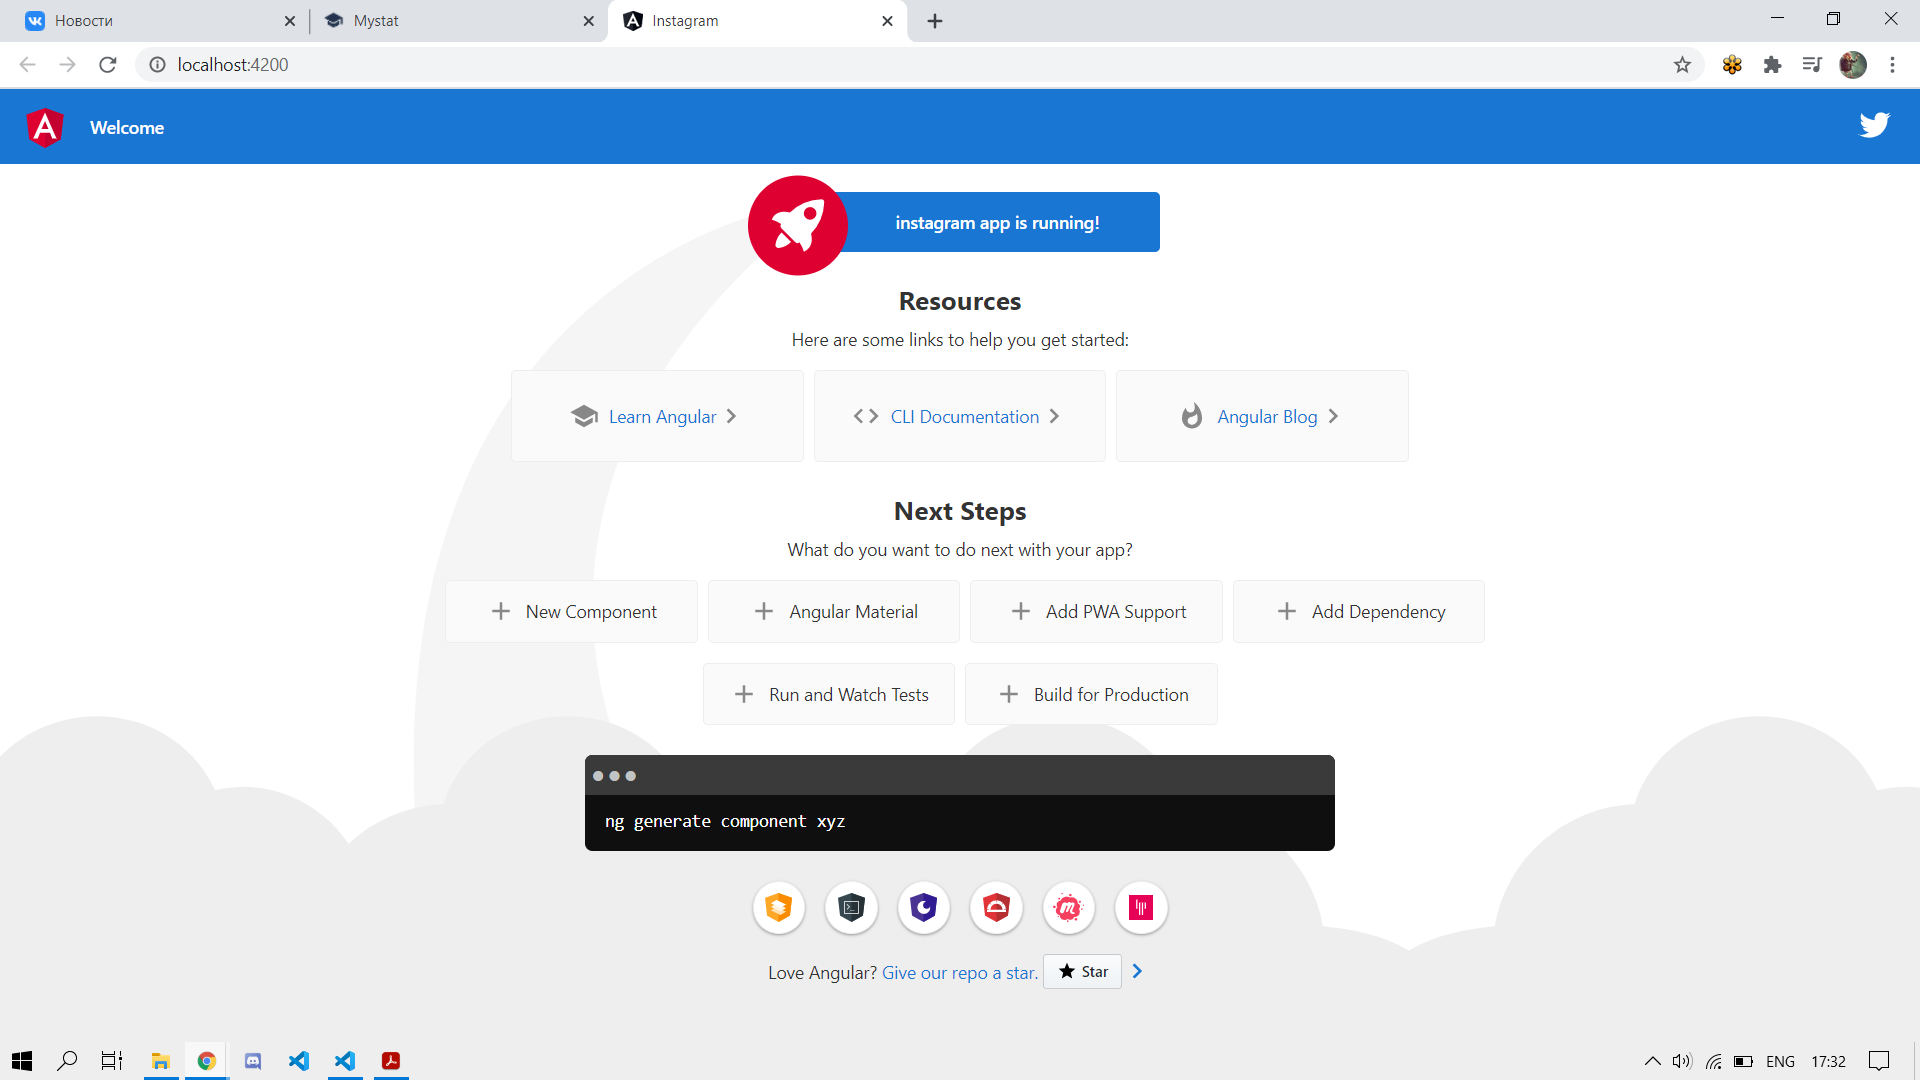 Новости
Mystat
Instagram
localhost:4200
Welcome
instagram app is running!
Resources
Here are some links to help you get started:
Learn Angular
CLI Documentation
Angular Blog
Next Steps
What do you want to do next with your app?
New Component
Angular Material
Add PWA Support
Add Dependency
Run and Watch Tests
Build for Production
ng generate component xyz
Love Angular? Give our repo a star. Star
ENG 17:32